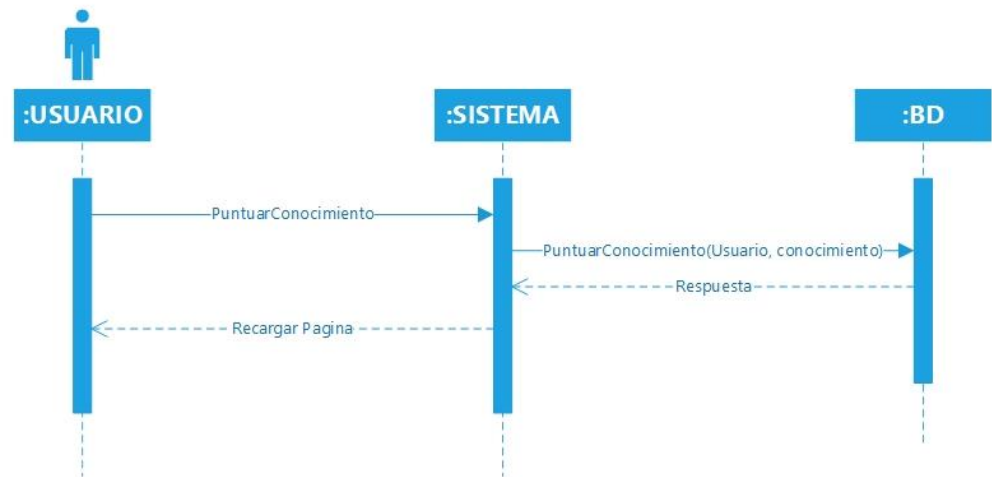 :USUARIO
:SISTEMA
:BD
PuntuarConocimiento
PuntuarConocimiento(Usuario, conocimiento)
Respuesta
Recargar Pagina